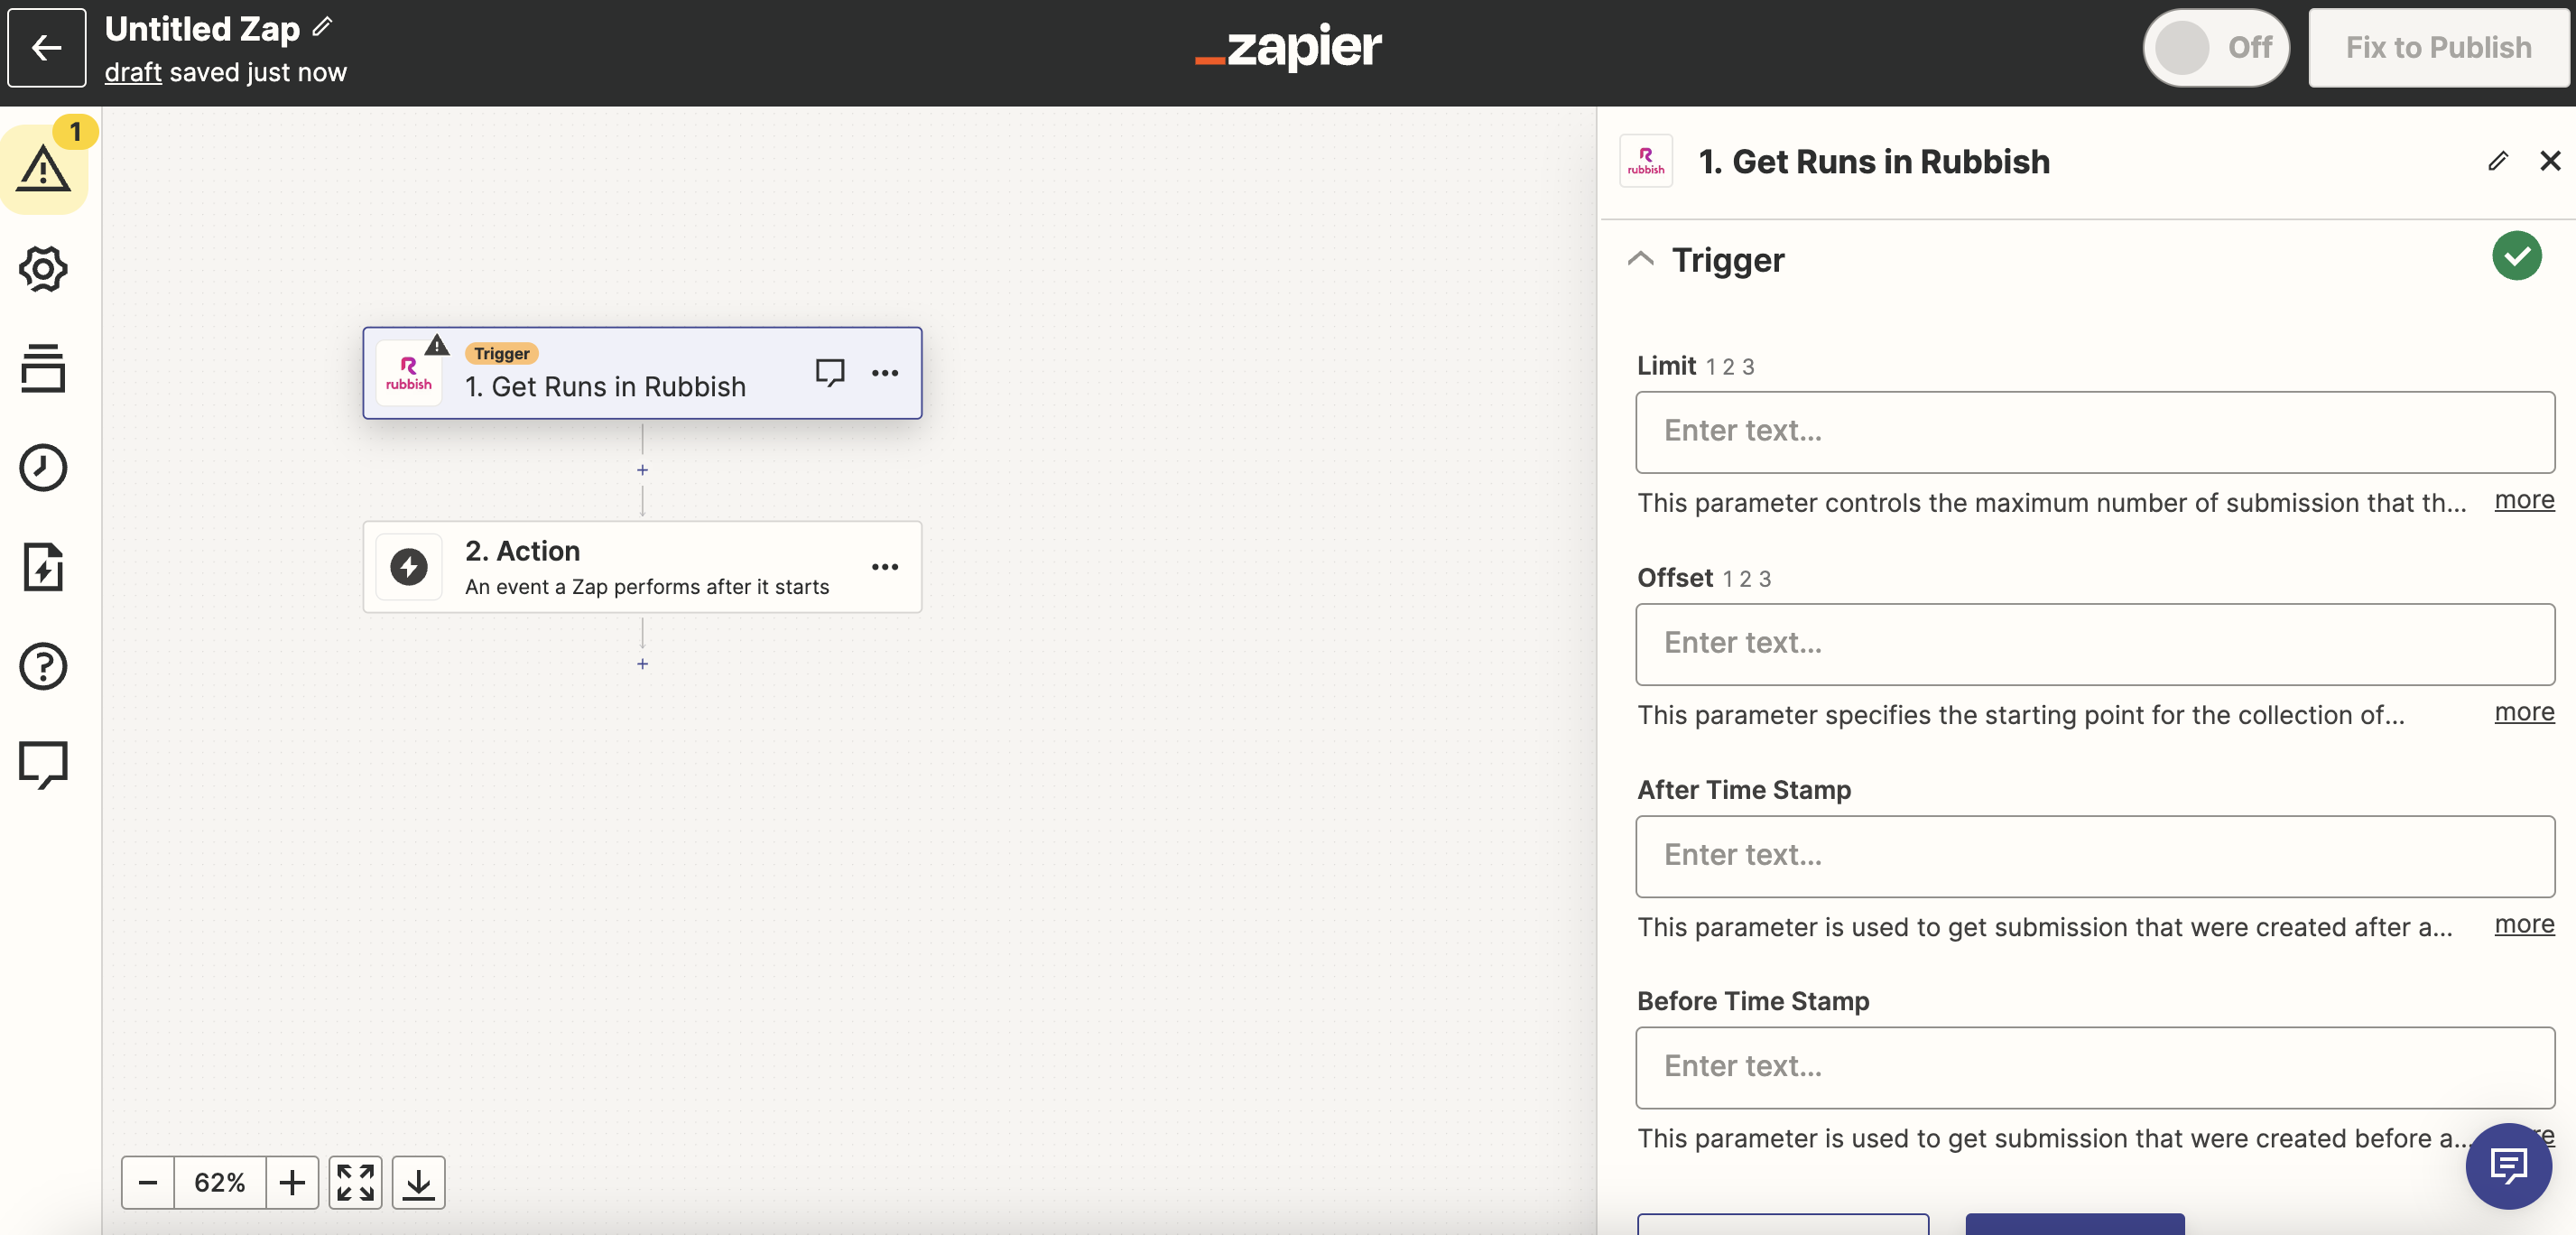 Untitled Zap
draft saved just now
zapier
Off
Fix to Publish
1
rubbish
1. Get Runs in Rubbish
Trigger
rubbish
Trigger
1. Get Runs in Rubbish
2. Action
An event a Zap performs after it starts
Limit 1 2 3
Enter text...
This parameter controls the maximum number of submission that th... more
Offset 1 2 3
Enter text...
This parameter specifies the starting point for the collection of... more
After Time Stamp
Enter text...
This parameter is used to get submission that were created after a... more
Before Time Stamp
Enter text...
This parameter is used to get submission that were created before a...
62%